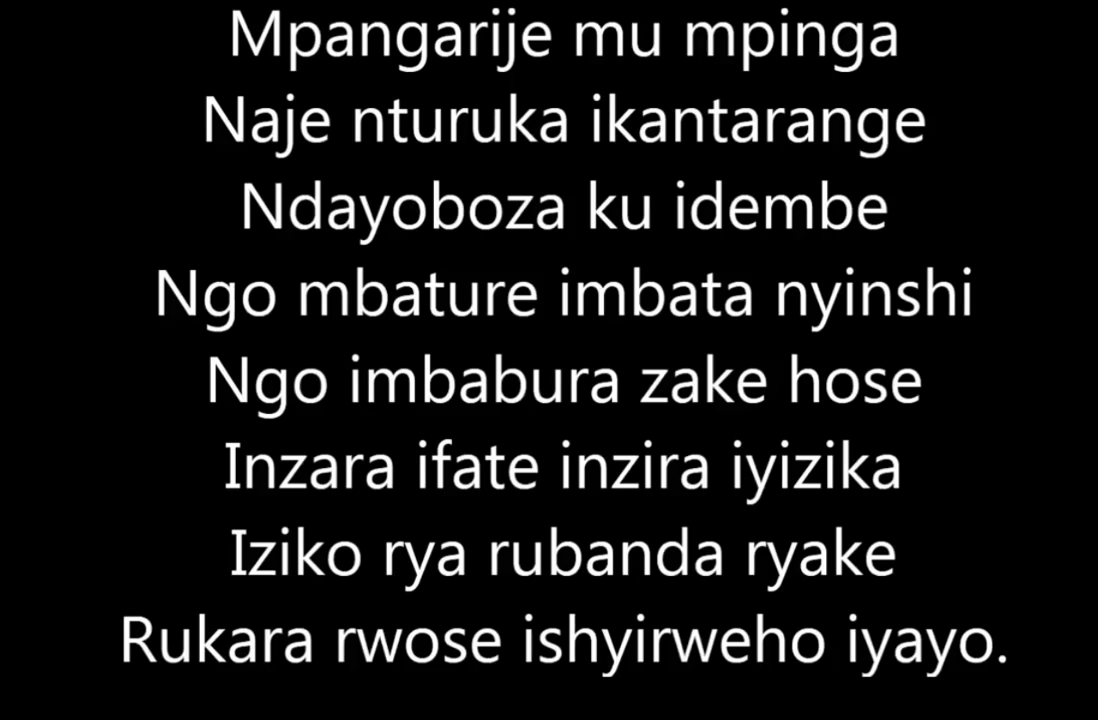 Mpangarije mu mpinga
Naje nturuka ikantarange
Ndayoboza ku idembe
Ngo mbature imbata nyinshi
Ngo imbabura zake hose
Inzara ifate inzira iyizika
Iziko rya rubanda ryake
Rukara rwose ishyirweho iyayo.